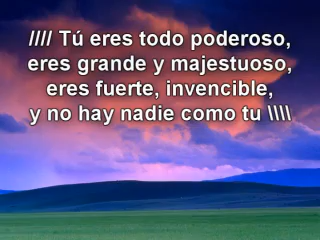 //// Tú eres todo poderoso,
eres grande y majestuoso,
eres fuerte, invencible,
y no hay nadie como tu \\\\